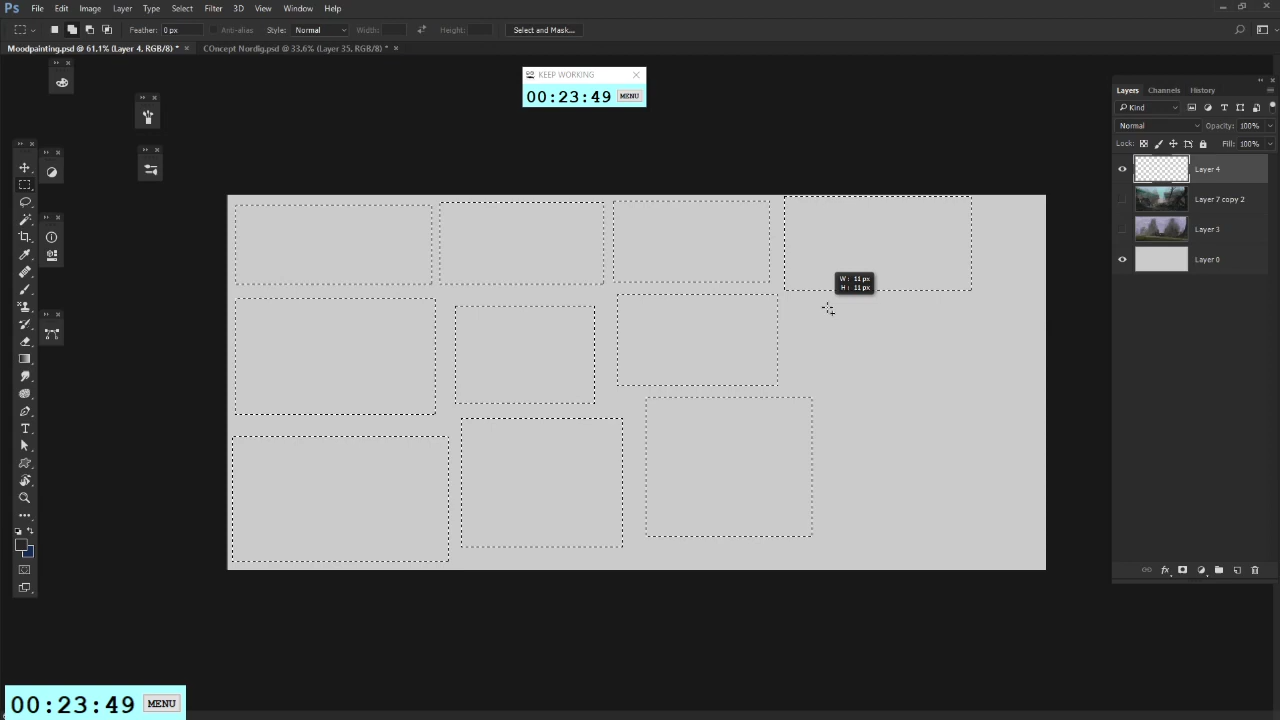 Ps File Edit Image Layer Type Select Filter 3D View Window Help
Feather: 0 px Anti-alias Style: Normal Width: Height: Select and Mask...
Moodpainting.psd @ 61,1% (Layer 4, RGB/8) * × COncept Nordig.psd @ 33,6% (Layer 35, RGB/8) * ×
KEEP WORKING
00:23:49 MENU
Layers Channels History
Kind
Normal Opacity: 100%
Lock: Fill: 100%
Layer 4
Layer 7 copy 2
Layer 3
Layer 0
W: 11 px
H: 11 px
T
fx
00:23:49 MENU